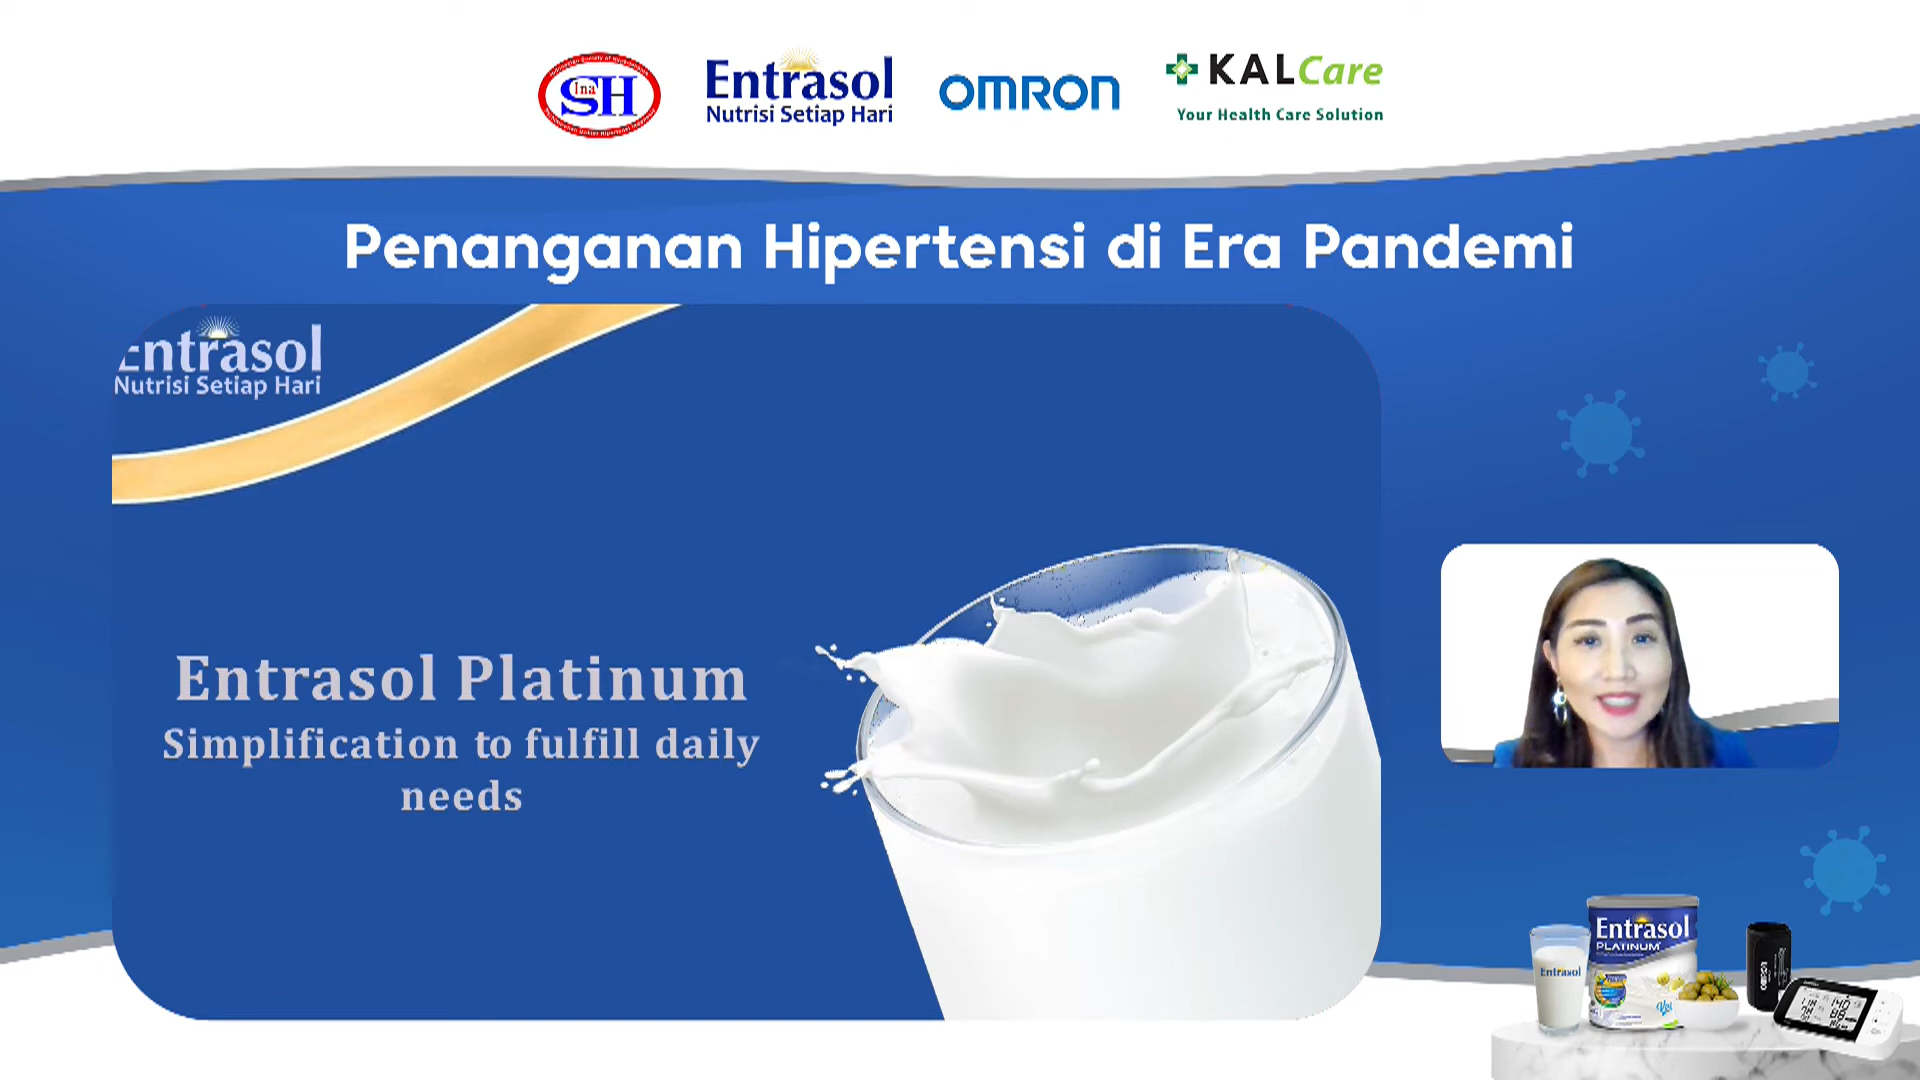 InaSH
Entrasol
Nutrisi Setiap Hari
OMRON
KALCare
Your Health Care Solution
Penanganan Hipertensi di Era Pandemi
Entrasol
Nutrisi Setiap Hari
Entrasol Platinum
Simplification to fulfill daily
needs
Entrasol
Entrasol
PLATINUM